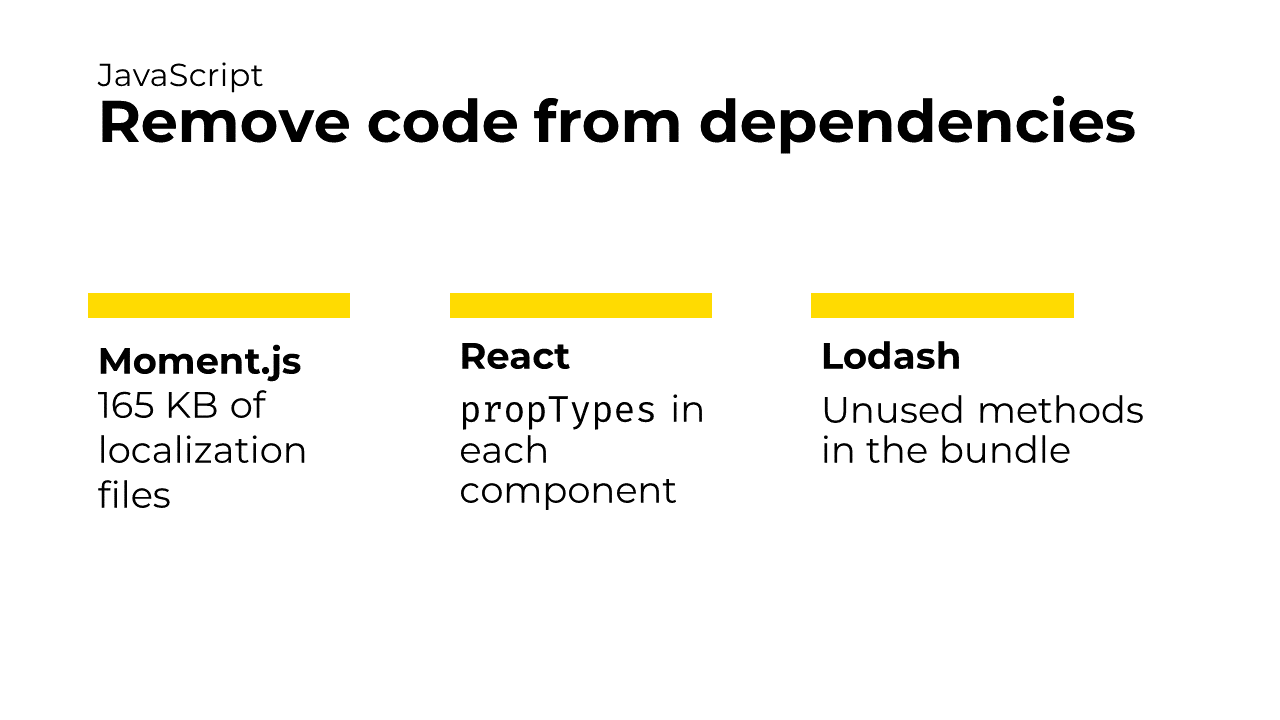 JavaScript
Remove code from dependencies
Moment.js
165 KB of
localization
files
React
propTypes in
each
component
Lodash
Unused methods
in the bundle